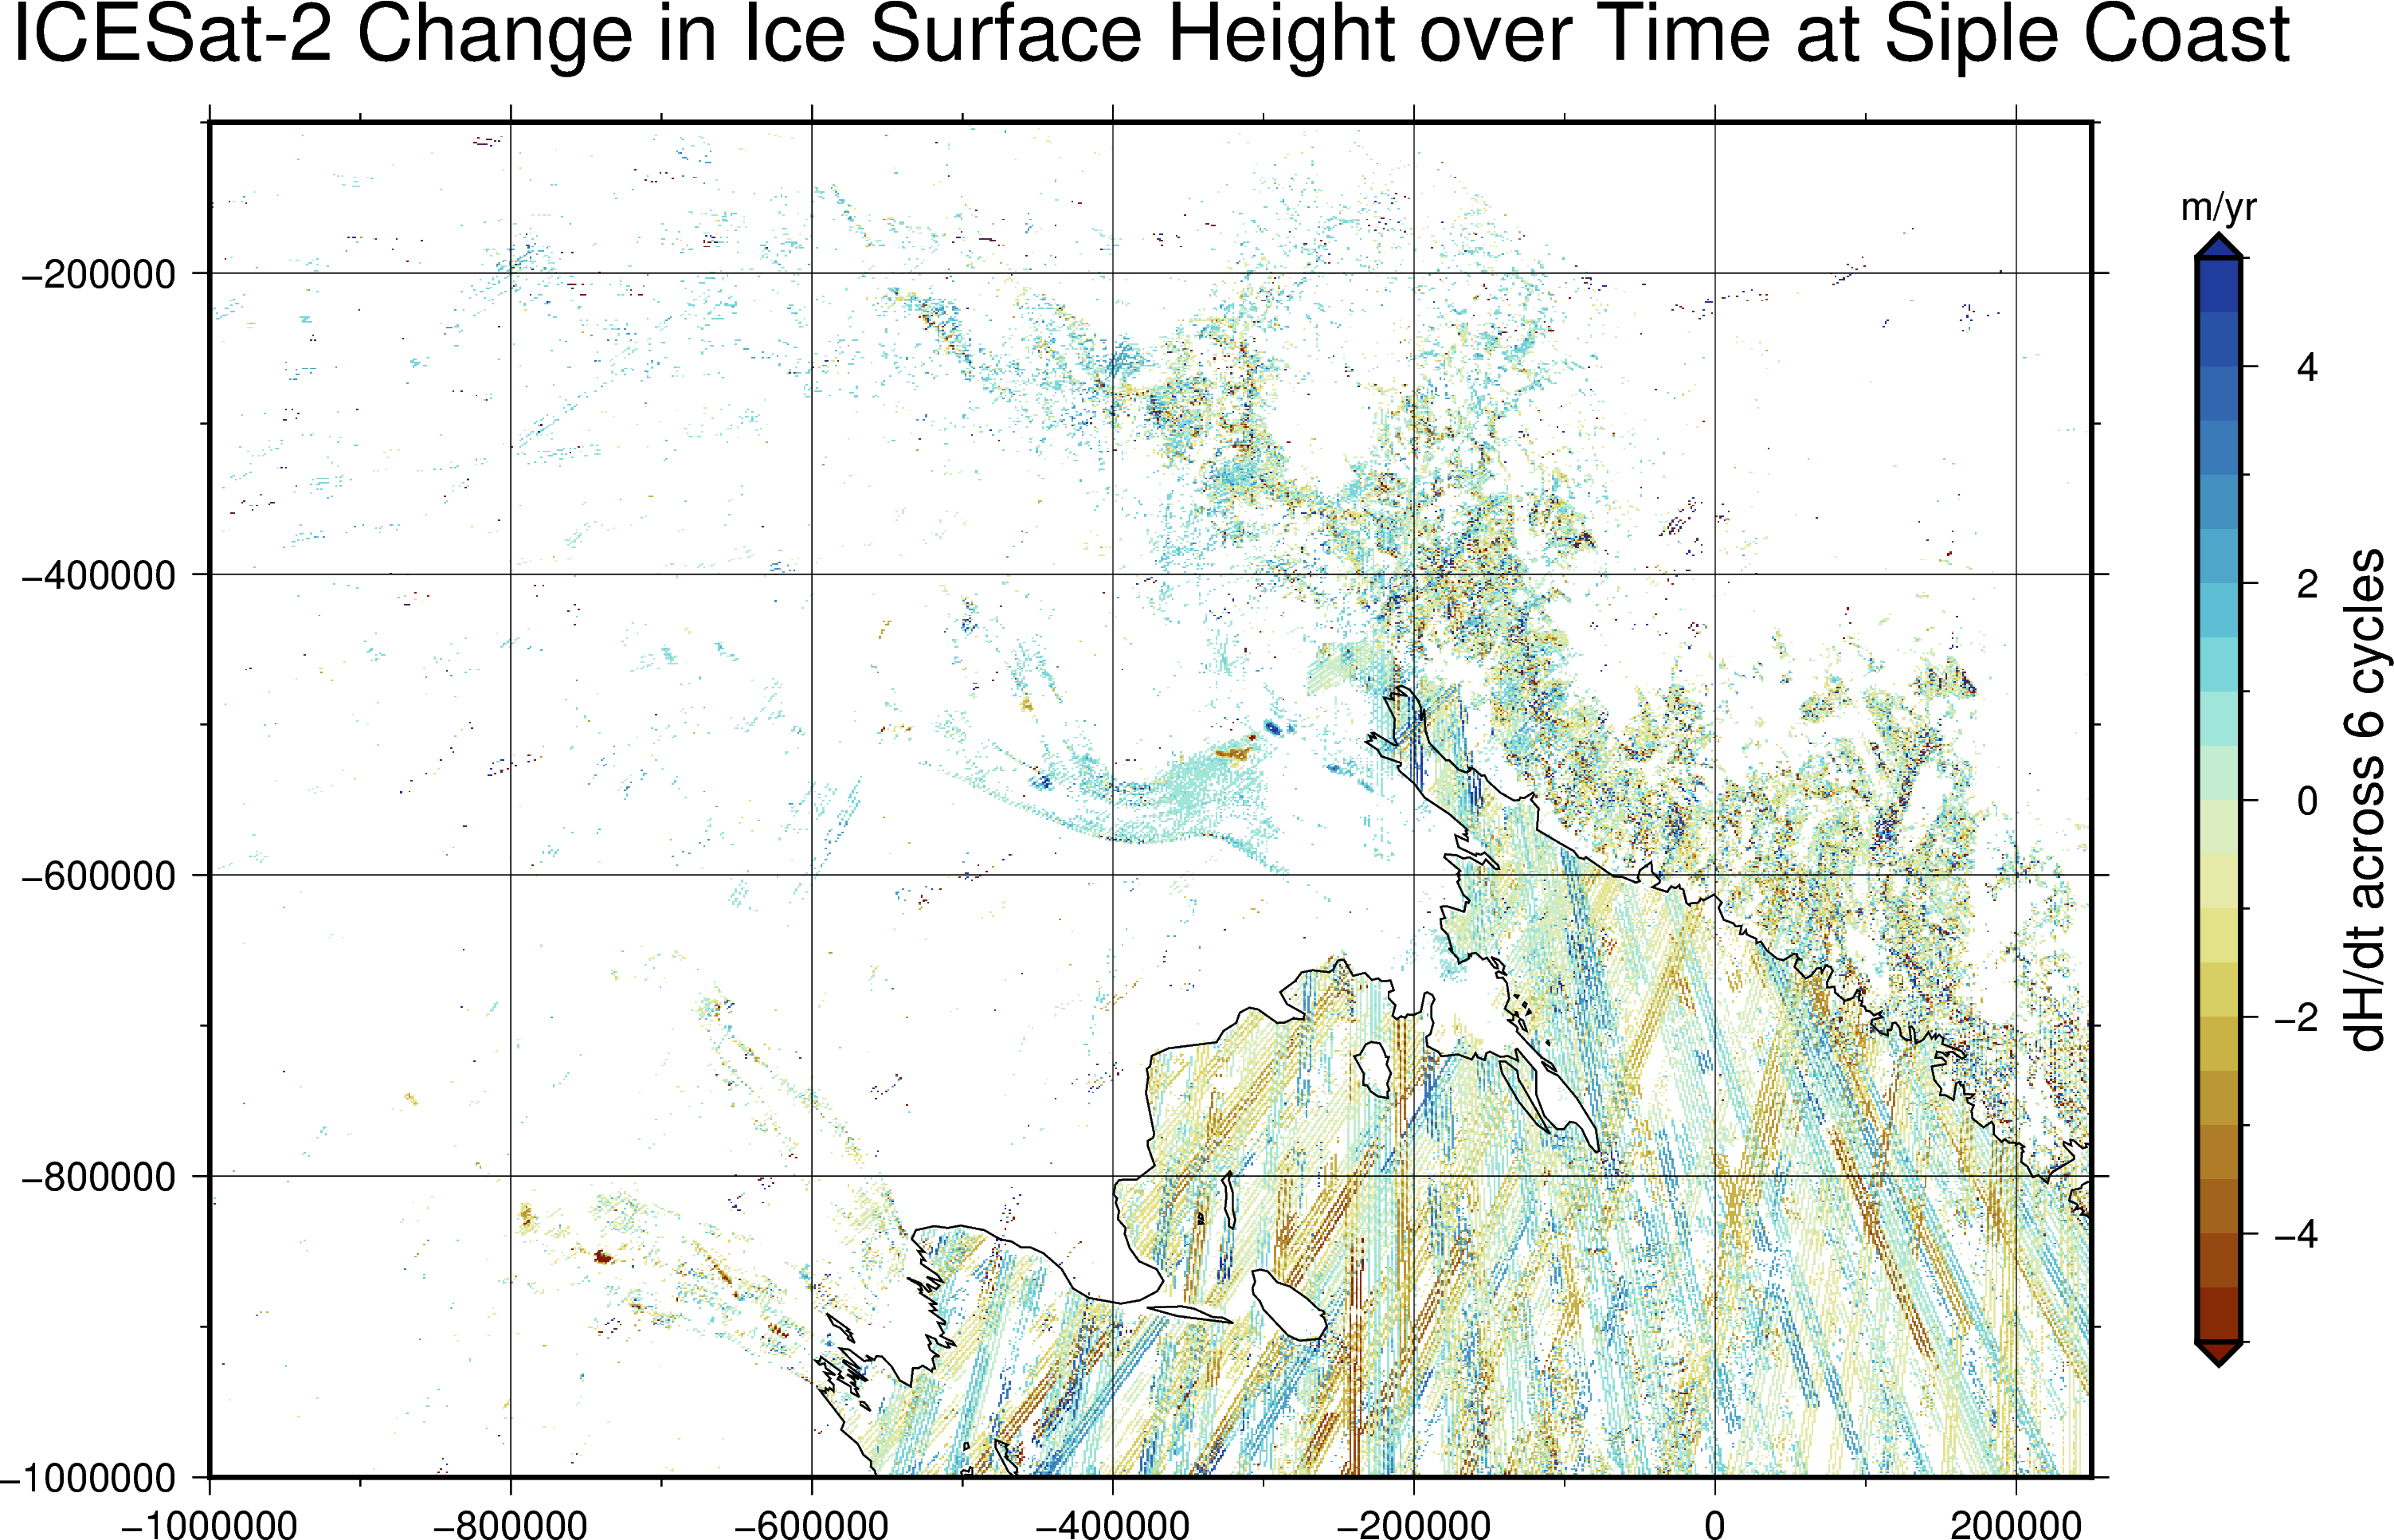 ICESat-2 Change in Ice Surface Height over Time at Siple Coast
m/yr
4
2
0
−2
−4
dH/dt across 6 cycles
−200000
−400000
−600000
−800000
−1000000
−1000000 −800000 −600000 −400000 −200000 0 200000